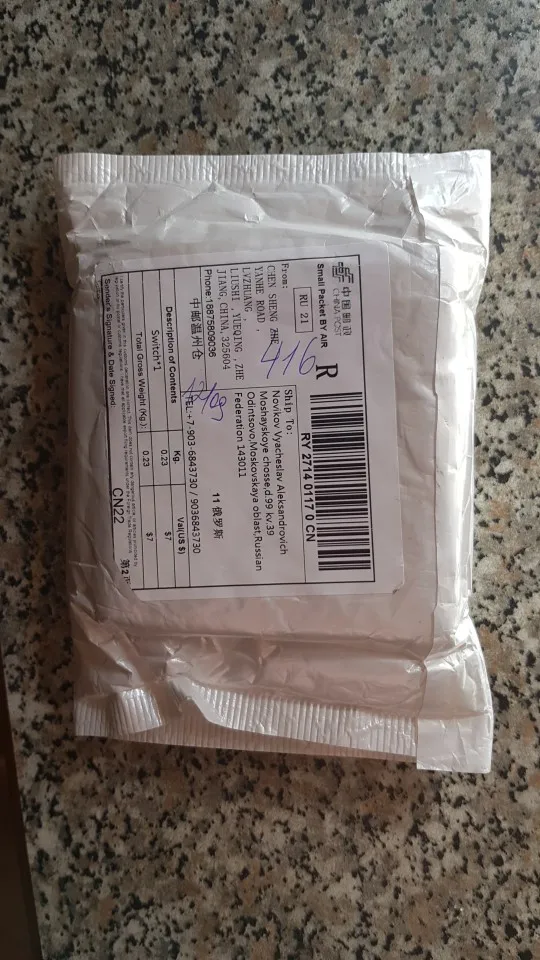 中国邮政
CHINA POST
Small Packet BY AIR
RU 21
R
RY 2714 0117 0 CN
From:
CHEN SHENG ZHE
YANHE ROAD ,
LVZHUANG ,
LIUSHI ,YUEQING ,ZHE
JIANG,CHINA,325604
Phone:18875809036
中邮温州仓
416
Ship To:
Novikov Vyacheslav Aleksandrovich
Moshayskoye chosse,d 99 kv.39
Odintsovo,Moskovskaya oblast,Russian
Federation 143011
11 俄罗斯
TEL:+7-903-6843730 / 9036843730
Description of Contents
Kg.
Val(US $)
Switch*1
0.23
$7
Total Gross Weight (Kg.):
0.23
$7
Sender's Signature & Date Signed:
CN22